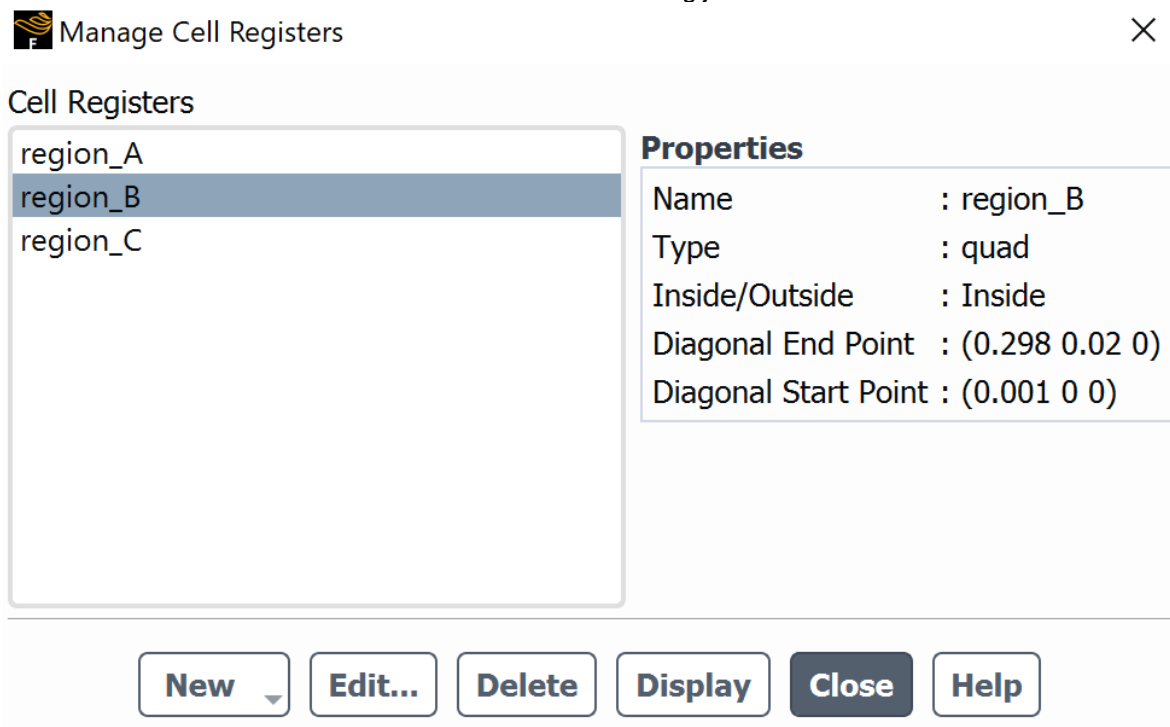 gy
F
Manage Cell Registers
Cell Registers
region_A
region_B
region_C
Properties
Name : region_B
Type : quad
Inside/Outside : Inside
Diagonal End Point : (0.298 0.02 0)
Diagonal Start Point : (0.001 0 0)
New
Edit...
Delete
Display
Close
Help